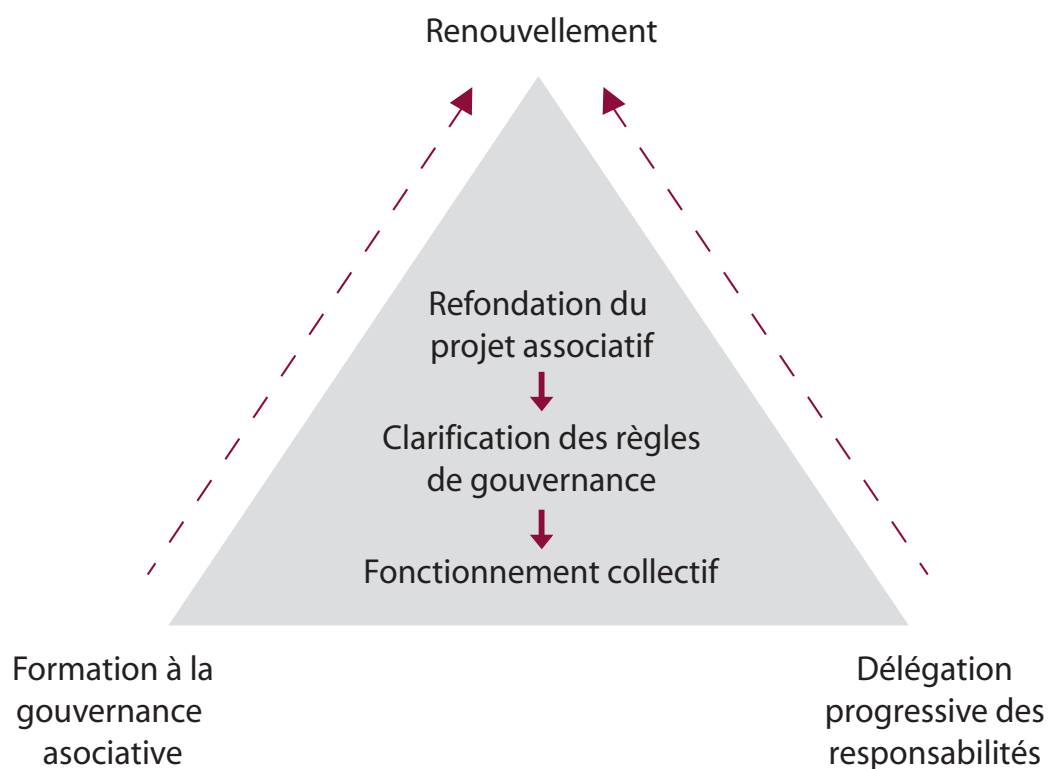 Renouvellement
Refondation du
projet associatif
Clarification des règles
de gouvernance
Fonctionnement collectif
Formation à la
gouvernance
asociative
Délégation
progressive des
responsabilités